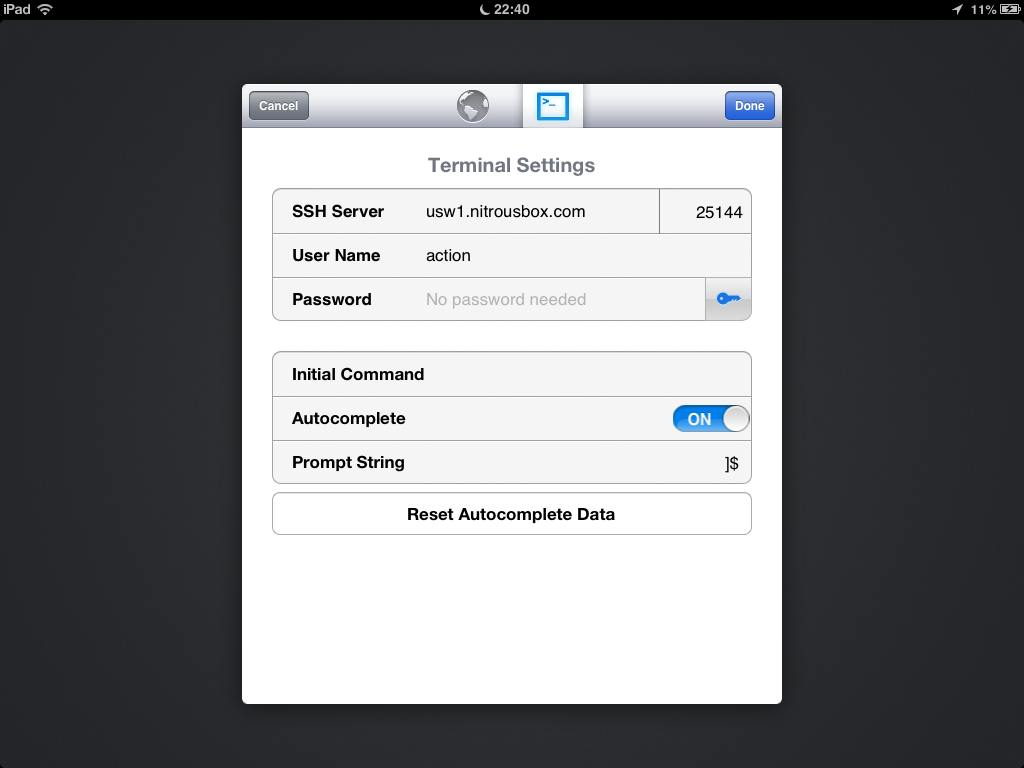 iPad 22:40 11%
Cancel >_ Done
Terminal Settings
SSH Server usw1.nitrousbox.com 25144
User Name action
Password No password needed
Initial Command
Autocomplete ON
Prompt String ]$
Reset Autocomplete Data